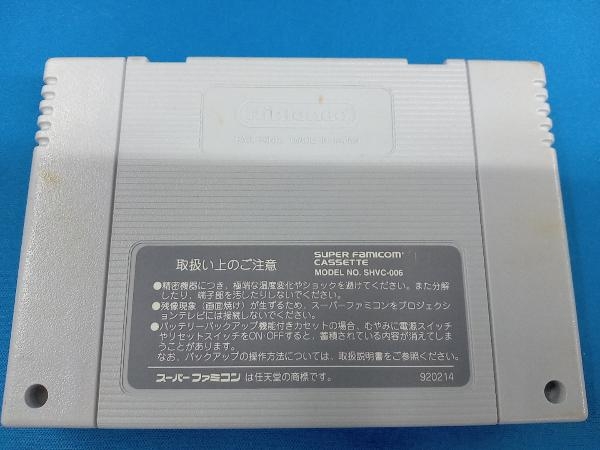 Nintendo
PAT. PEND. MADE IN JAPAN
取扱い上のご注意
SUPER FAMICOM
CASSETTE
MODEL NO. SHVC-006
●精密機器につき、極端な温度変化やショックを避けてください。また分解
したり、端子部を汚したりしないでください。
●残像現象（画面焼け）が生ずるため、スーパーファミコンをプロジェクシ
ョンテレビには接続しないでください。
●バッテリーバックアップ機能付きカセットの場合、むやみに電源スイッチ
やリセットスイッチをON・OFFすると、蓄積されている内容が消えてしま
うことがあります。
なお、バックアップの操作方法については、取扱説明書をご参照ください。
スーパーファミコン は任天堂の商標です。
920214